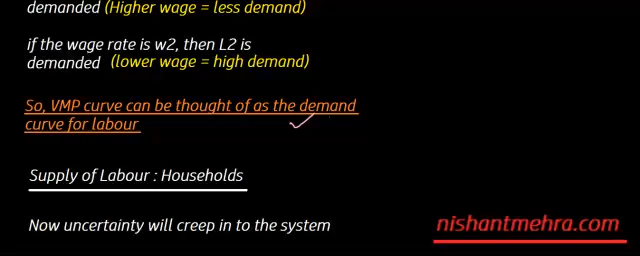 demanded (Higher wage = less demand)
if the wage rate is w2, then L2 is
demanded (lower wage = high demand)
So, VMP curve can be thought of as the demand
curve for labour
Supply of Labour : Households
Now uncertainty will creep in to the system
nishantmehra.com